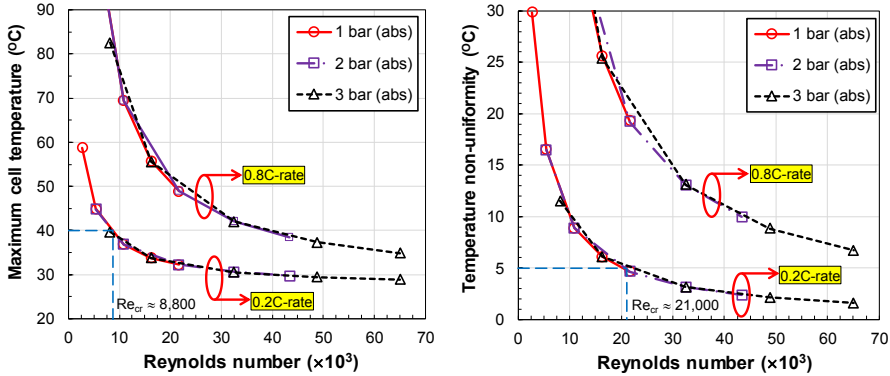 Maximum cell temperature (ºC)
90
80
70
60
50
40
30
20
1 bar (abs)
2 bar (abs)
3 bar (abs)
0.8C-rate
0.2C-rate
Re_cr ≈ 8,800
0 10 20 30 40 50 60 70
Reynolds number (×10³)
Temperature non-uniformity (ºC)
30
25
20
15
10
5
0
1 bar (abs)
2 bar (abs)
3 bar (abs)
0.8C-rate
0.2C-rate
Re_cr ≈ 21,000
0 10 20 30 40 50 60 70
Reynolds number (×10³)